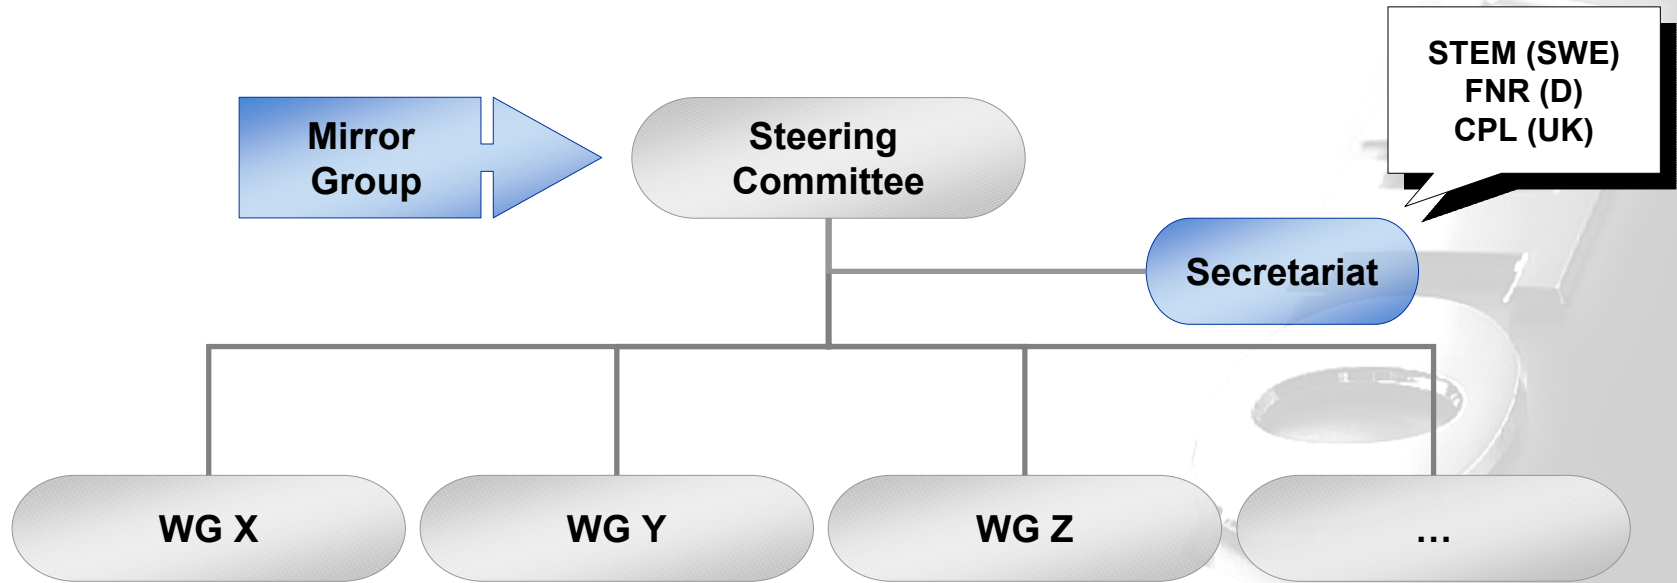 STEM (SWE)
FNR (D)
CPL (UK)
Mirror
Group
Steering
Committee
Secretariat
WG X
WG Y
WG Z
…